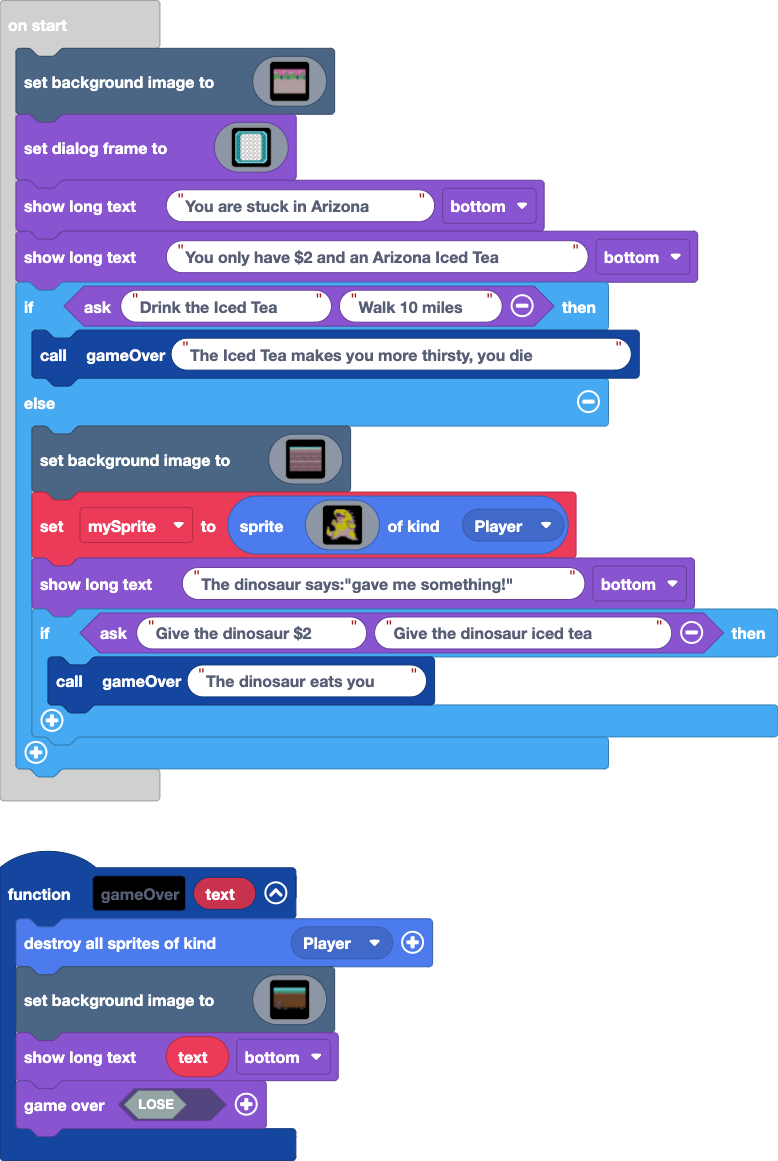 on start
set background image to
set dialog frame to
show long text "You are stuck in Arizona" bottom
show long text "You only have $2 and an Arizona Iced Tea" bottom
if ask "Drink the Iced Tea" "Walk 10 miles" then
call gameOver "The Iced Tea makes you more thirsty, you die"
else
set background image to
set mySprite to sprite of kind Player
show long text "The dinosaur says:"gave me something!"" bottom
if ask "Give the dinosaur $2" "Give the dinosaur iced tea" then
call gameOver "The dinosaur eats you"
function gameOver text
destroy all sprites of kind Player
set background image to
show long text text bottom
game over LOSE